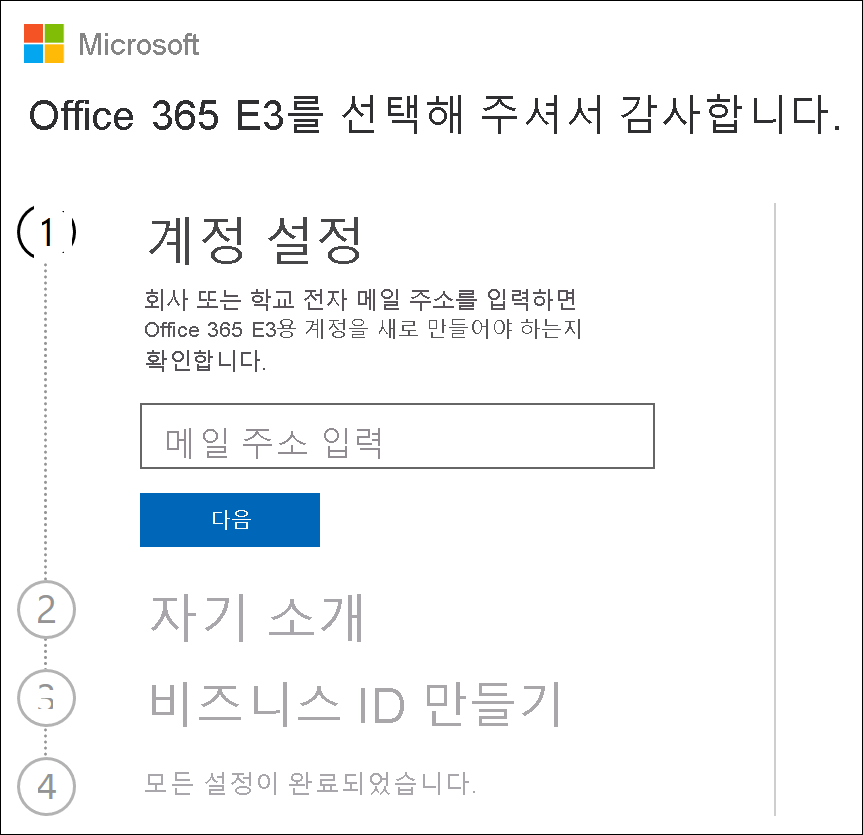 Microsoft
Office 365 E3를 선택해 주셔서 감사합니다.
1
계정 설정
회사 또는 학교 전자 메일 주소를 입력하면
Office 365 E3용 계정을 새로 만들어야 하는지
확인합니다.
메일 주소 입력
다음
2
자기 소개
3
비즈니스 ID 만들기
4
모든 설정이 완료되었습니다.